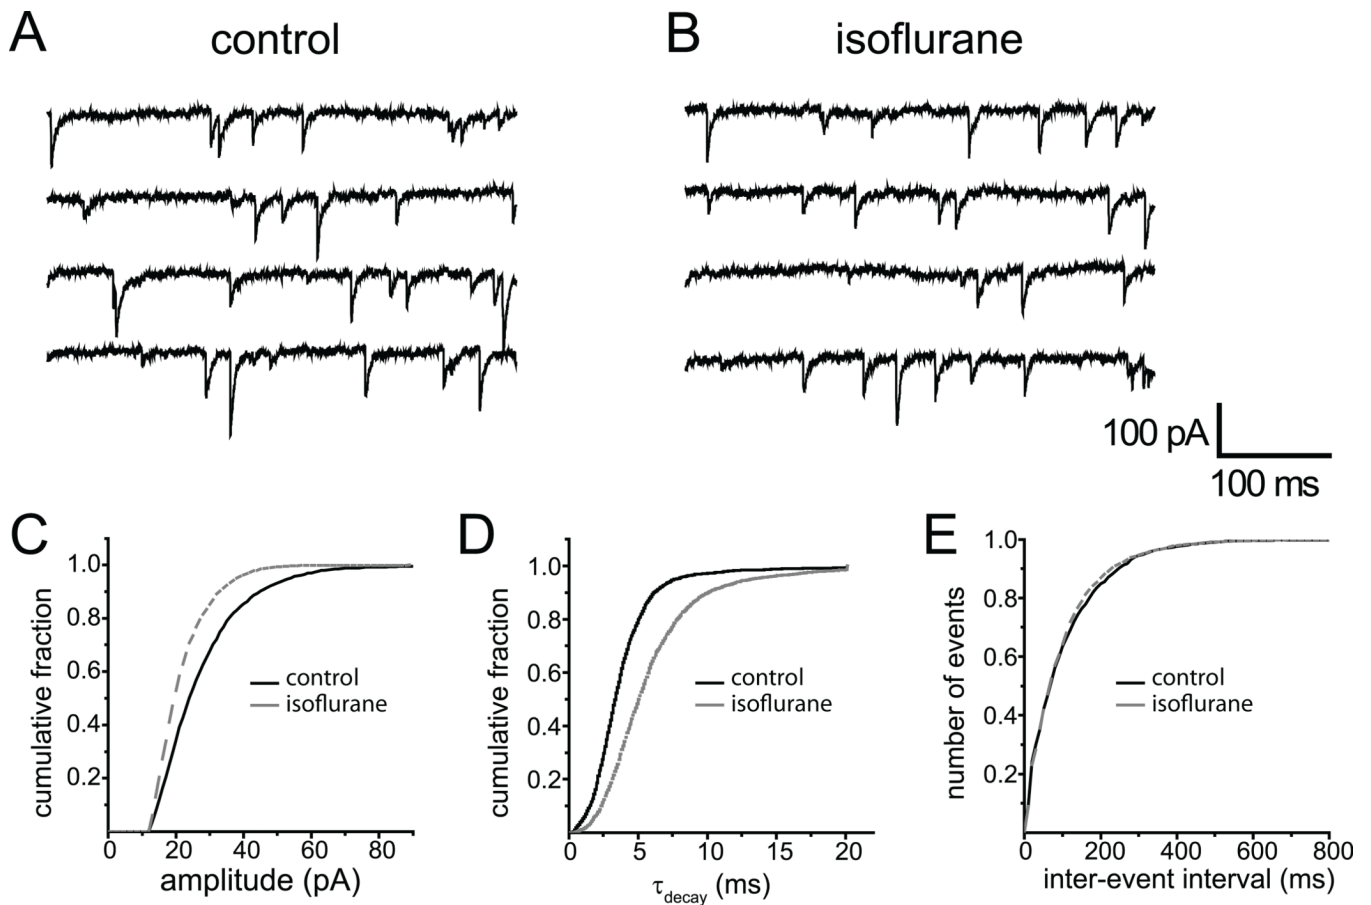 A
control
B
isoflurane
100 pA
100 ms
C
cumulative fraction
1.0
0.8
0.6
0.4
0.2
0
20
40
60
80
amplitude (pA)
control
isoflurane
D
cumulative fraction
1.0
0.8
0.6
0.4
0.2
0
5
10
15
20
τdecay (ms)
control
isoflurane
E
number of events
1.0
0.8
0.6
0.4
0.2
0
200
400
600
800
inter-event interval (ms)
control
isoflurane